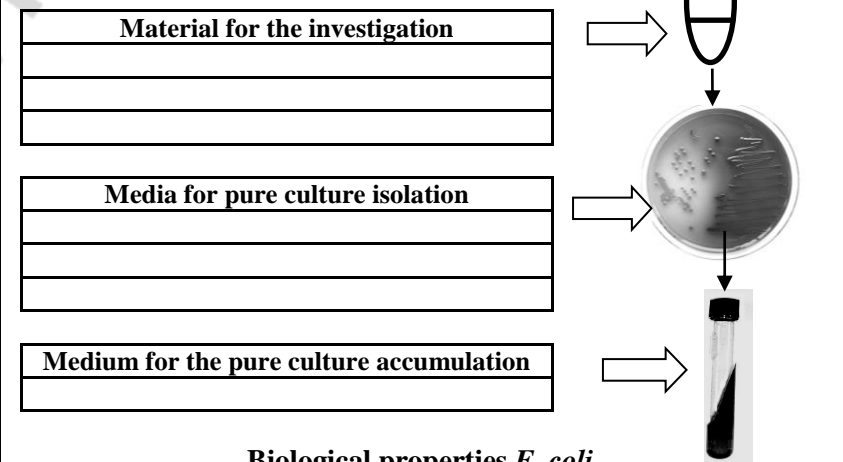 Material for the investigation
Media for pure culture isolation
Medium for the pure culture accumulation
Biological properties E. coli